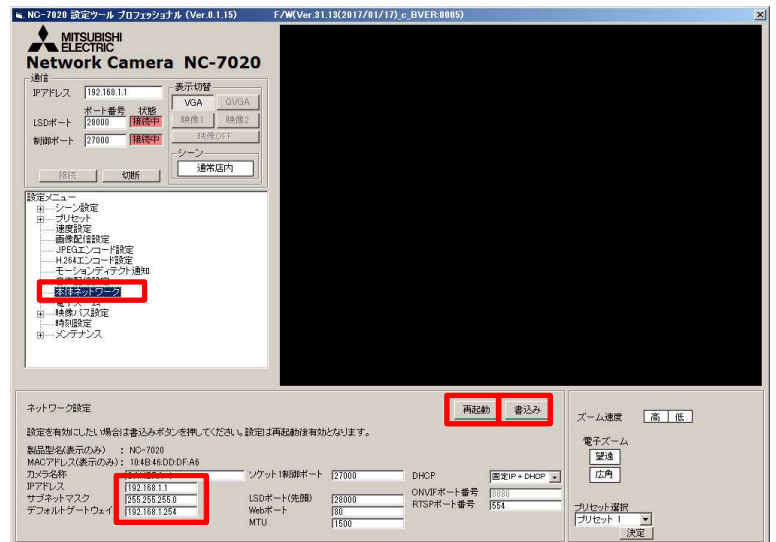 NC-7020 設定ツール プロフェッショナル (Ver.0.1.15) F/W(Ver.31.13(2017/01/17)_c_BVER:0005)
MITSUBISHI
ELECTRIC
Network Camera NC-7020
通信
IPアドレス 192.168.1.1
ポート番号 状態
LSDポート 28000 接続中
制御ポート 27000 接続中
接続 切断
表示切替
VGA QVGA
映像1 映像2
映像OFF
シーン
通常店内
設定メニュー
シーン設定
プリセット
速度設定
画像配信設定
JPEGエンコード設定
H.264エンコード設定
モーションディテクト通知
本体ネットワーク
電子ズーム
映像パス設定
時刻設定
メンテナンス
ネットワーク設定
再起動 書込み
設定を有効にしたい場合は書込みボタンを押してください。設定は再起動後有効となります。
製品型名(表示のみ) : NC-7020
MACアドレス(表示のみ) : 10:4B:46:DD:DF:A6
カメラ名称
IPアドレス 192.168.1.1
サブネットマスク 255.255.255.0
デフォルトゲートウェイ 192.168.1.254
ソケット1制御ポート 27000
LSDポート(先頭) 28000
Webポート 80
MTU 1500
DHCP 固定IP+DHCP
ONVIFポート番号 8080
RTSPポート番号 554
ズーム速度 高 低
電子ズーム
望遠
広角
プリセット選択
プリセット 1
決定